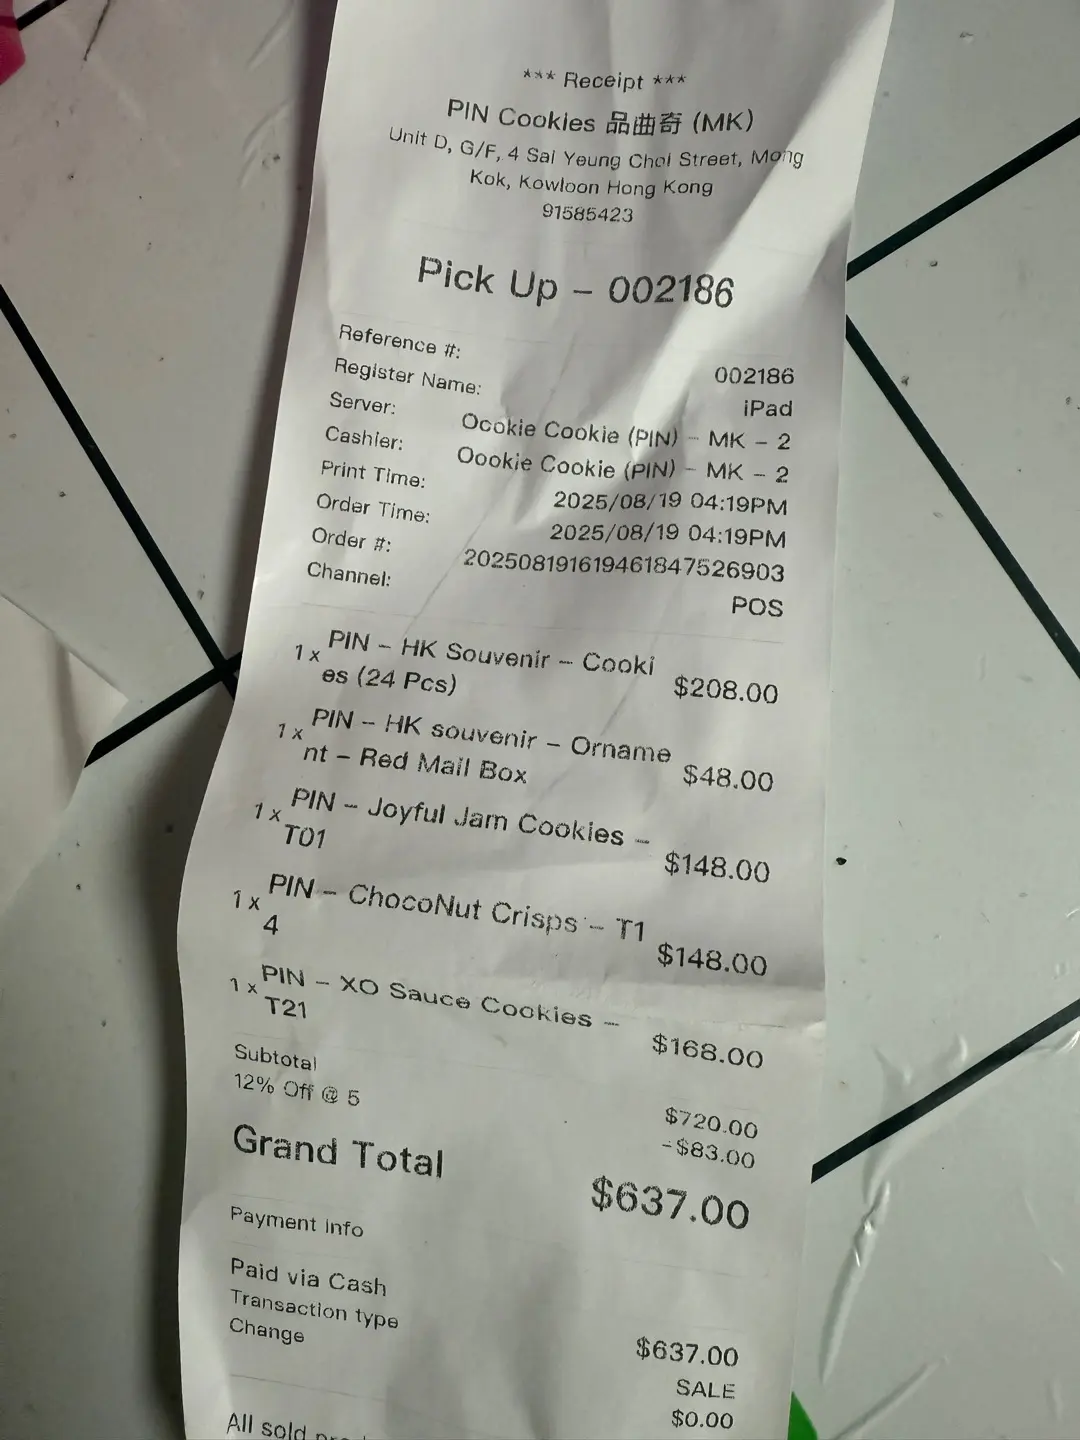 *** Receipt ***
PIN Cookies 品曲奇 (MK)
Unit D, G/F, 4 Sai Yeung Choi Street, Mong
Kok, Kowloon Hong Kong
91585423
Pick Up - 002186
Reference #: 002186
Register Name: iPad
Server: Ocokie Cookie (PIN) - MK - 2
Cashier: Oookie Cookie (PIN) - MK - 2
Print Time: 2025/08/19 04:19PM
Order Time: 2025/08/19 04:19PM
Order #: 20250819161946184752​6903
Channel: POS
1 x PIN - HK Souvenir - Cooki
es (24 Pcs) $208.00
1 x PIN - HK souvenir - Orname
nt - Red Mail Box $48.00
1 x PIN - Joyful Jam Cookies -
T01 $148.00
1 x PIN - ChocoNut Crisps - T1
4 $148.00
1 x PIN - XO Sauce Cookies -
T21 $168.00
Subtotal $720.00
12% Off @ 5 -$83.00
Grand Total $637.00
Payment info
Paid via Cash $637.00
Transaction type SALE
Change $0.00
All sold